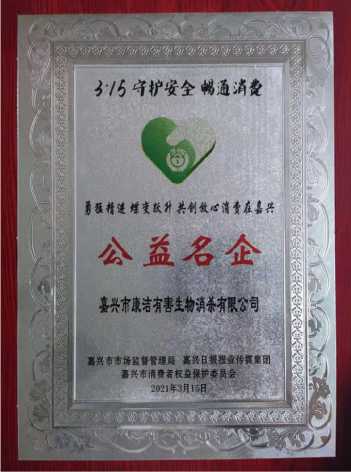 3·15 守护安全 畅通消费
勇猛精进 蝶变跃升 共创放心消费在嘉兴
公益名企
嘉兴市康洁有害生物消杀有限公司
嘉兴市市场监督管理局 嘉兴日报报业传媒集团
嘉兴市消费者权益保护委员会
2021年3月15日